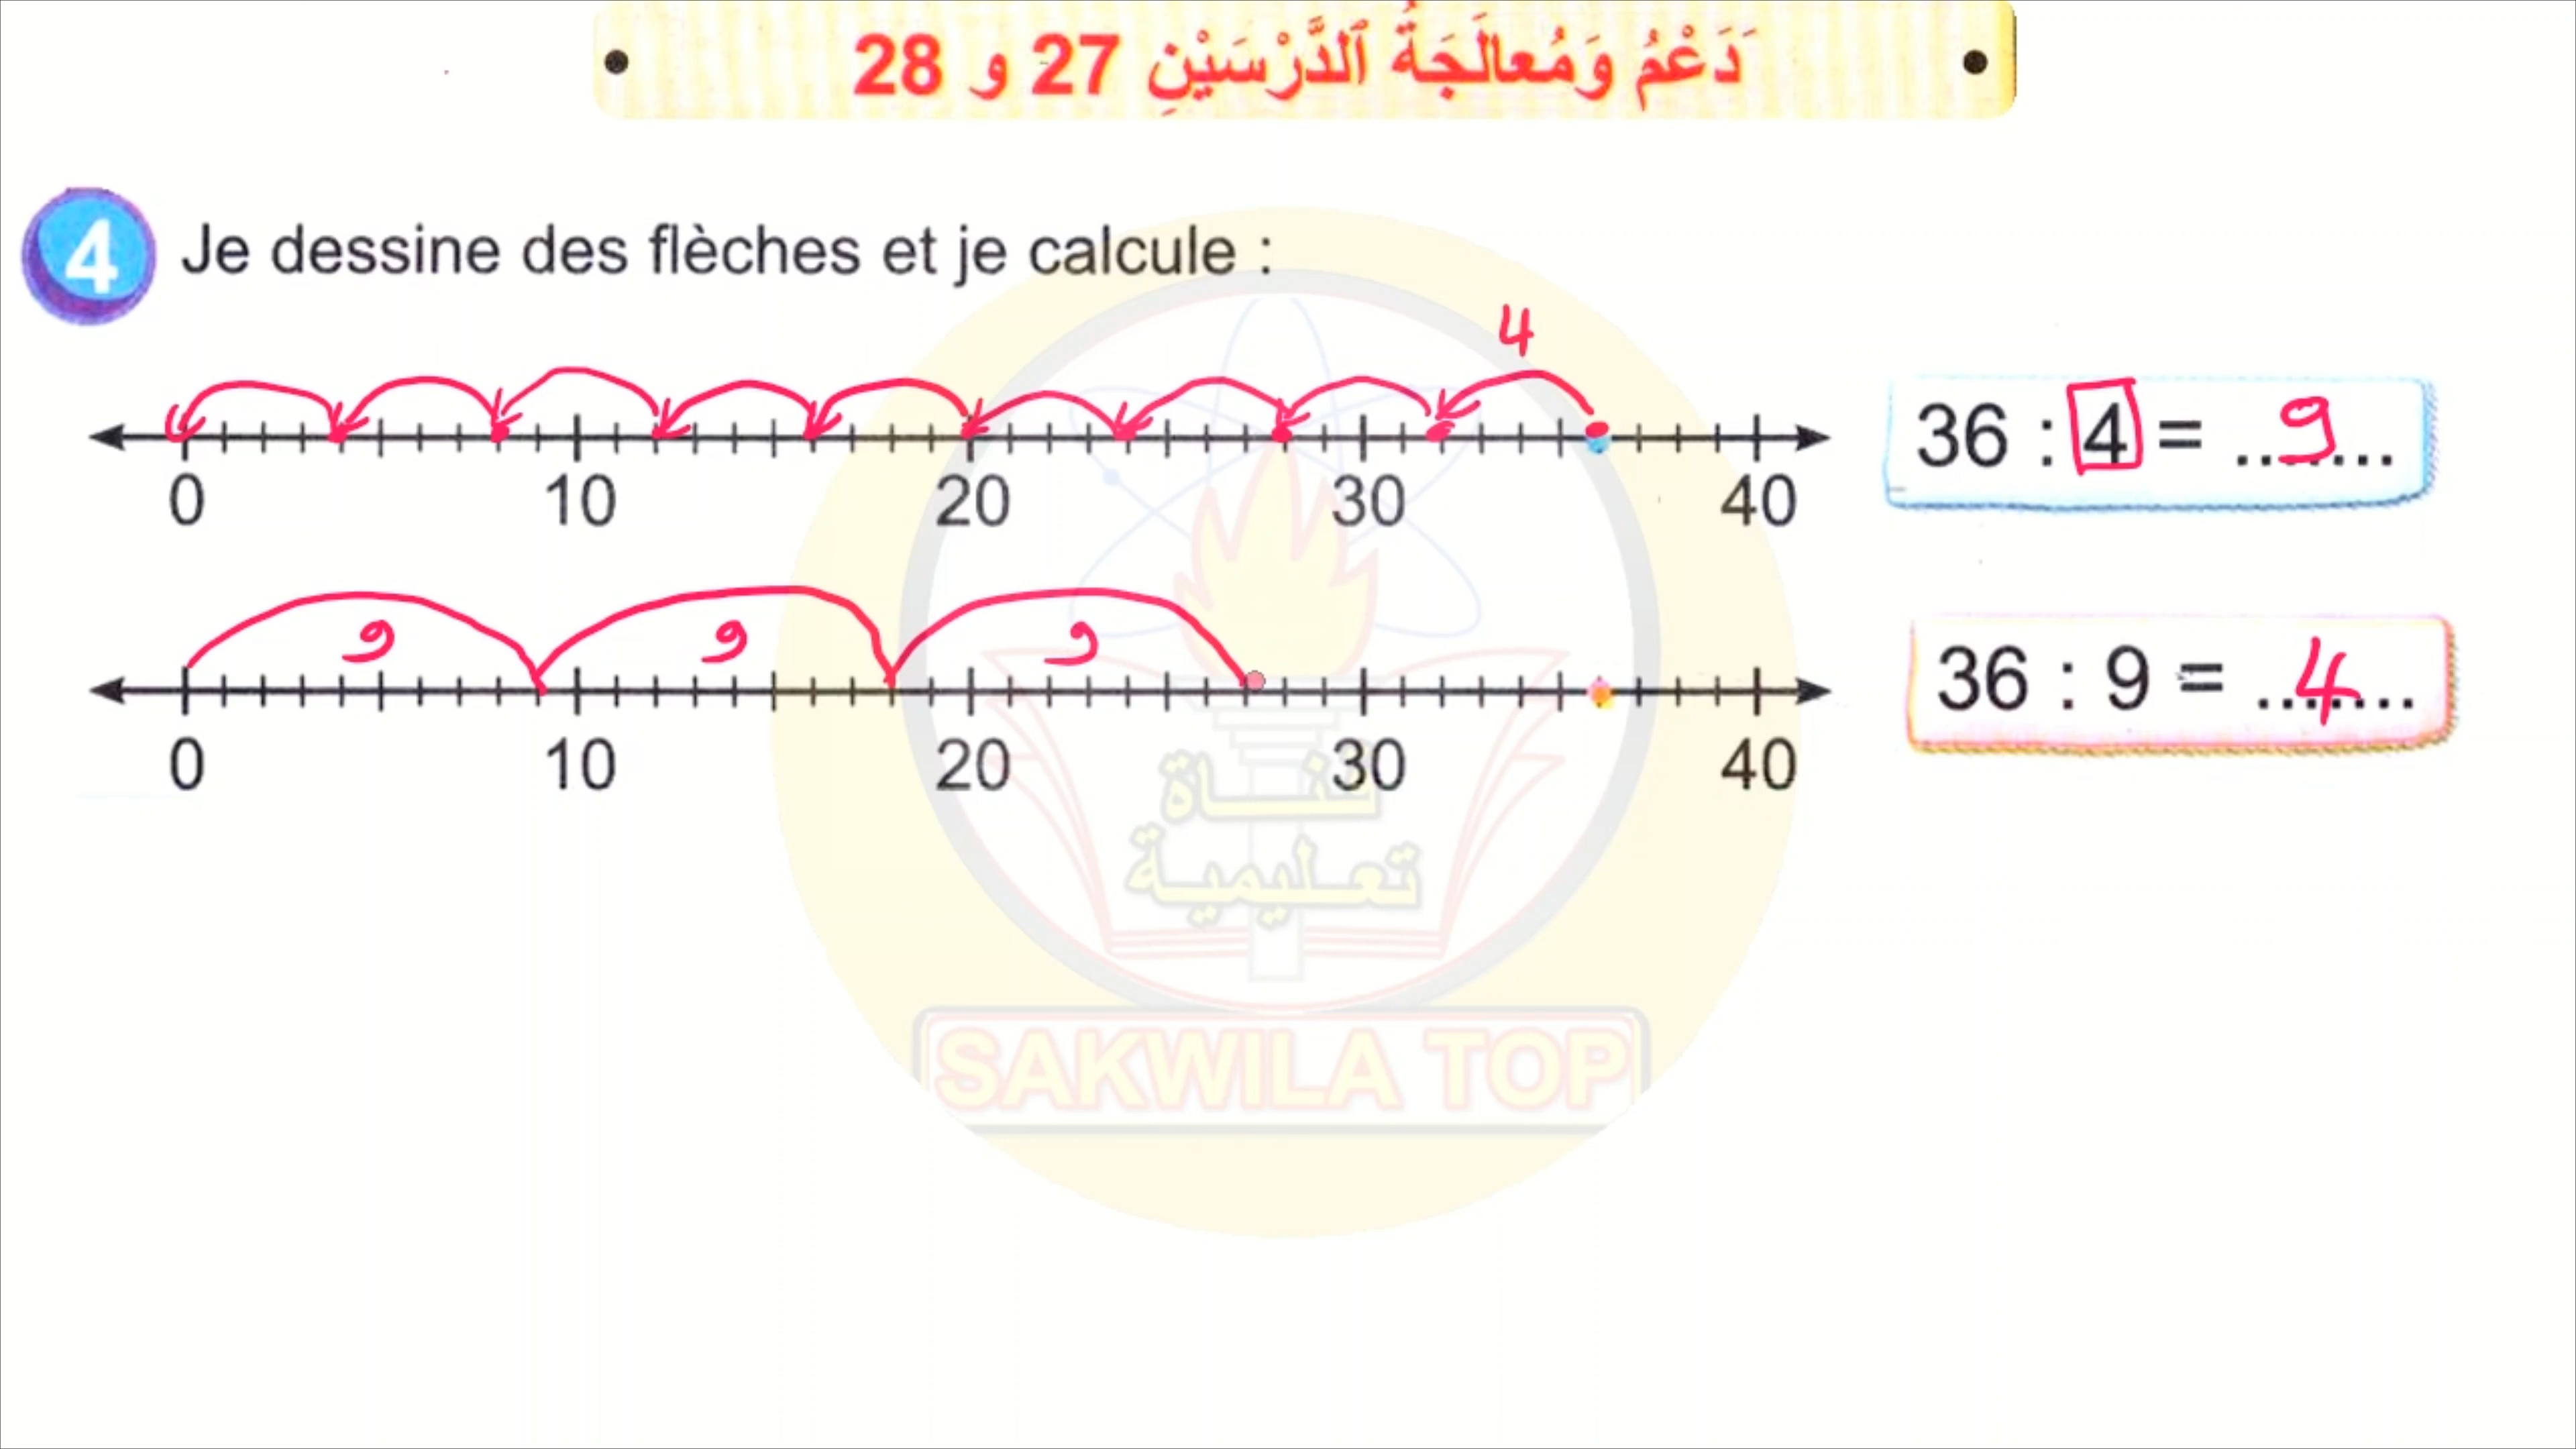 دَعْمُ وَمُعالَجَةُ ٱلدَّرْسَيْنِ 27 و 28
4 Je dessine des flèches et je calcule :
4
0 10 20 30 40
36 : 4 = ...9....
9 9 9
0 10 20 30 40
36 : 9 = ...4....
قناة
تعليمية
SAKWILA TOP